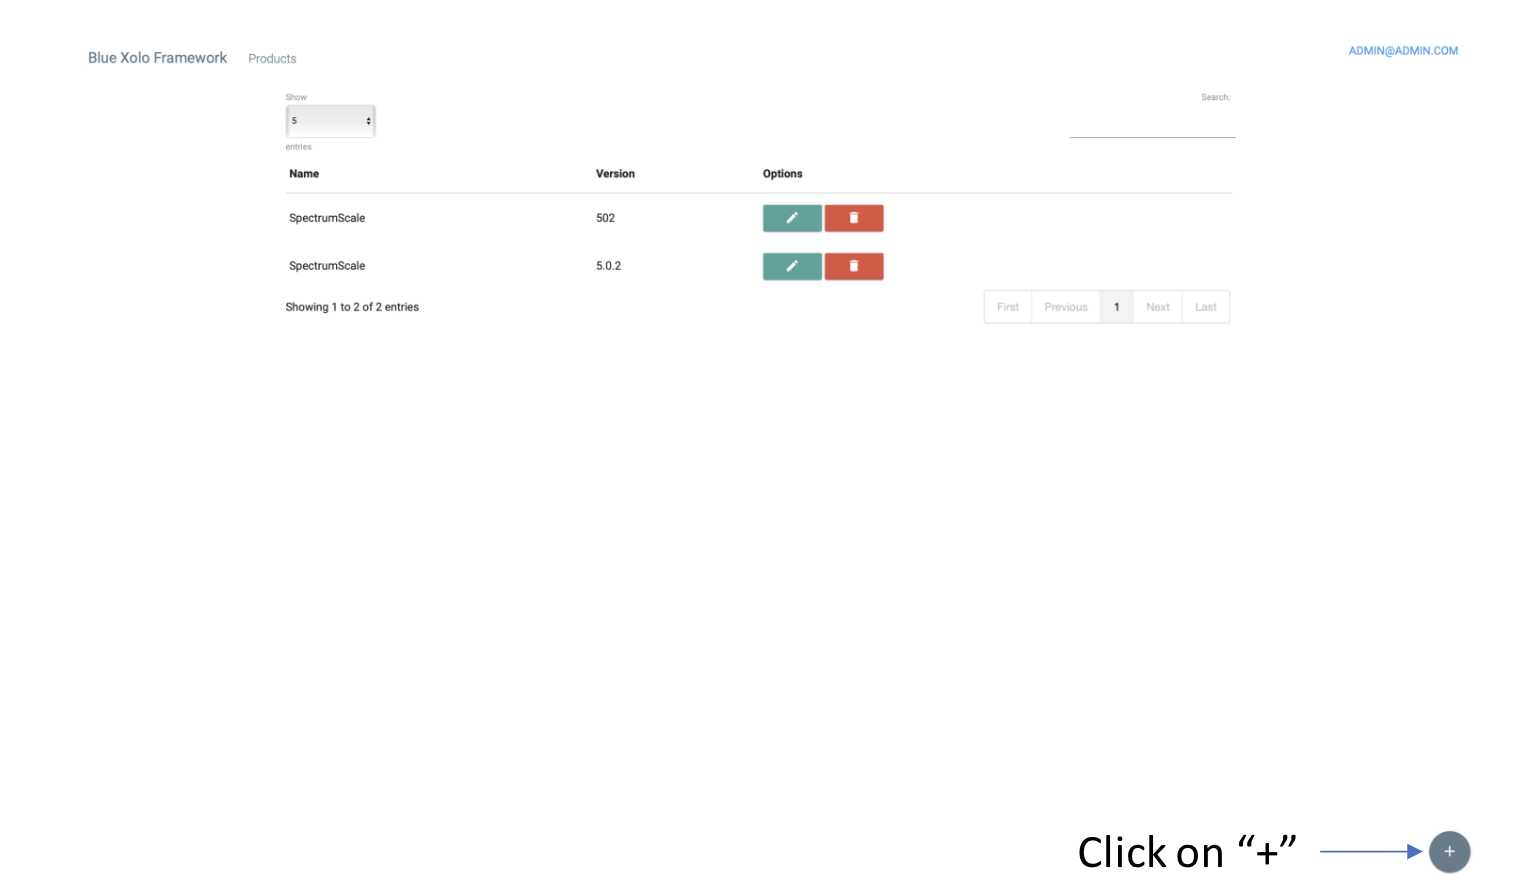 Blue Xolo Framework Products ADMIN@ADMIN.COM
Show Search:
5
entries
Name Version Options
SpectrumScale 502
SpectrumScale 5.0.2
Showing 1 to 2 of 2 entries First Previous 1 Next Last
Click on “+” +